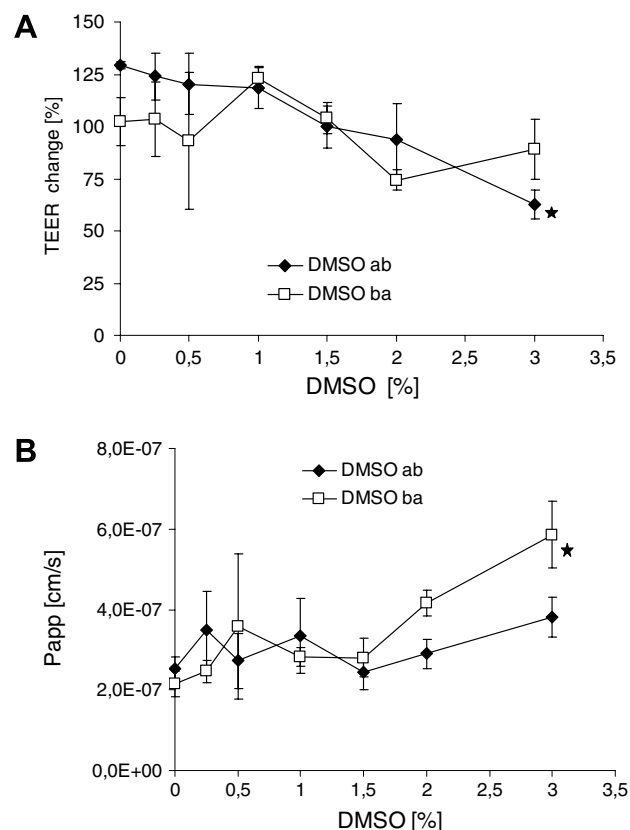 A
150
125
100
75
50
25
0
TEER change [%]
DMSO ab
DMSO ba
0 0,5 1 1,5 2 2,5 3 3,5
DMSO [%]
B
8,0E-07
6,0E-07
4,0E-07
2,0E-07
0,0E+00
Papp [cm/s]
DMSO ab
DMSO ba
0 0,5 1 1,5 2 2,5 3 3,5
DMSO [%]